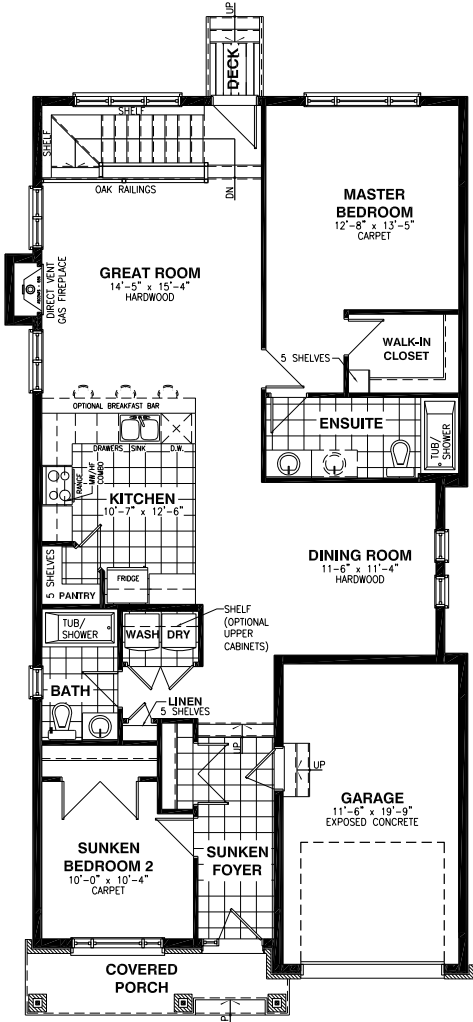 UP
DECK
SHELF
SHELF
OAK RAILINGS
DN
MASTER
BEDROOM
12'-8" x 13'-5"
CARPET
GREAT ROOM
14'-5" x 15'-4"
HARDWOOD
DIRECT VENT
GAS FIREPLACE
WALK-IN
CLOSET
5 SHELVES
OPTIONAL BREAKFAST BAR
ENSUITE
TUB/
SHOWER
DRAWERS SINK D.W.
RANGE
MW/HF
COMBO
KITCHEN
10'-7" x 12'-6"
DINING ROOM
11'-6" x 11'-4"
HARDWOOD
5 SHELVES
PANTRY
FRIDGE
SHELF
(OPTIONAL
UPPER
CABINETS)
TUB/
SHOWER
WASH
DRY
BATH
LINEN
5 SHELVES
UP
UP
GARAGE
11'-6" x 19'-9"
EXPOSED CONCRETE
SUNKEN
BEDROOM 2
10'-0" x 10'-4"
CARPET
SUNKEN
FOYER
COVERED
PORCH